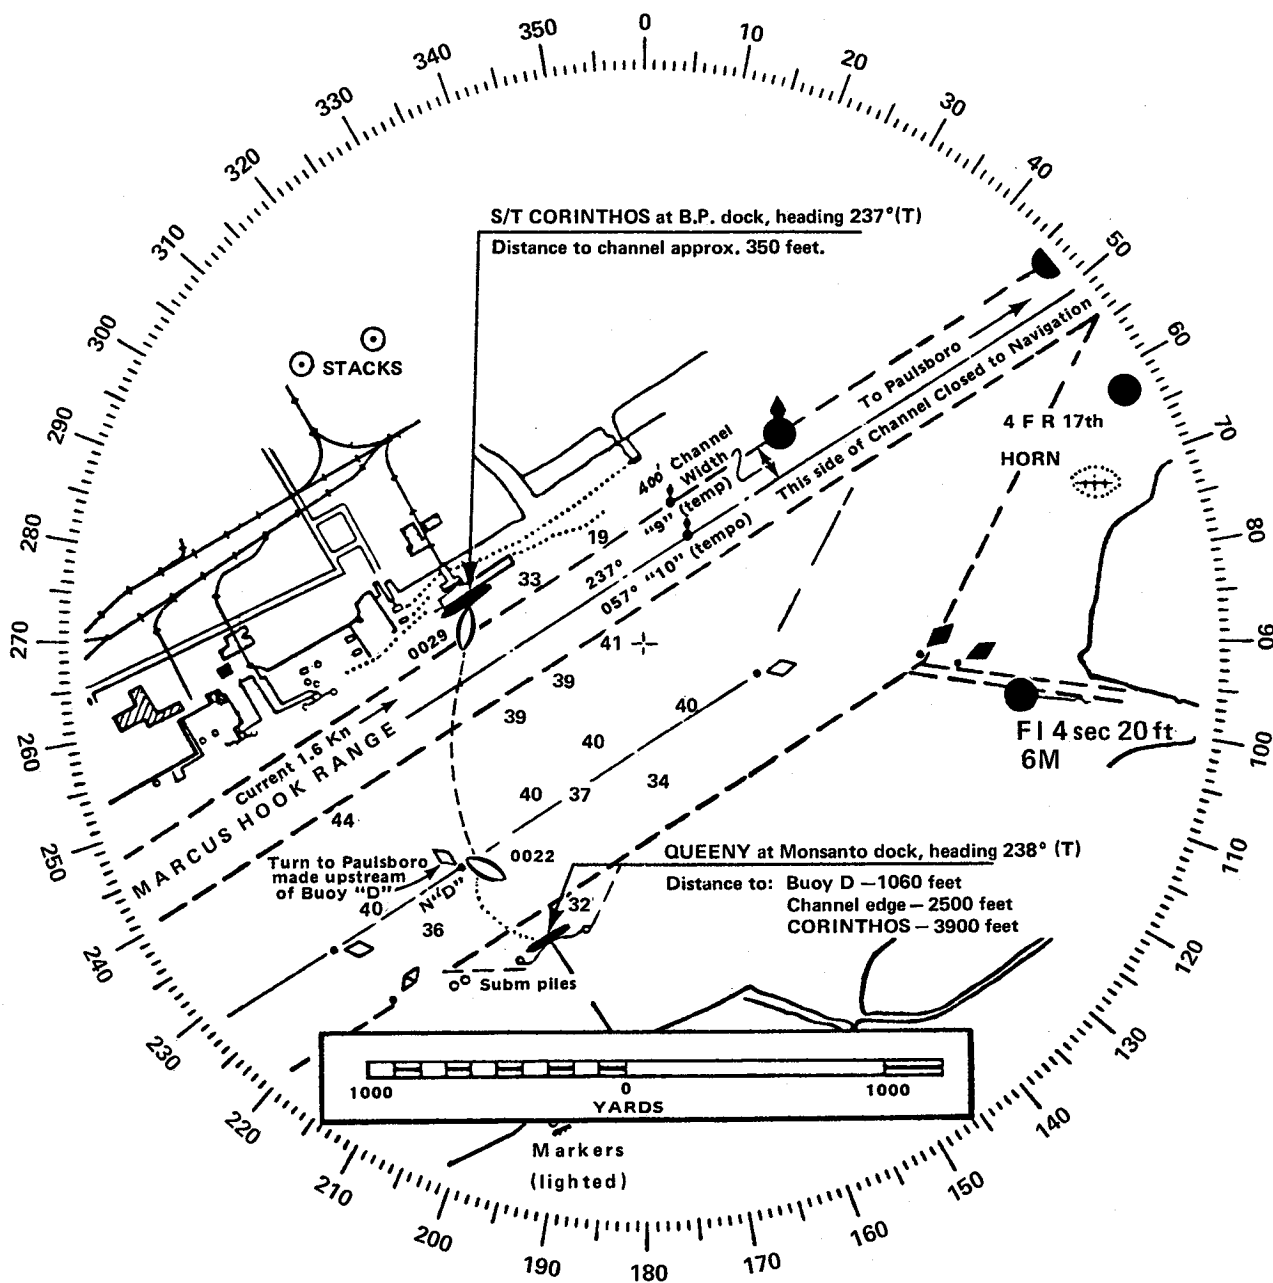 0
10
20
30
40
50
60
70
80
90
100
110
120
130
140
150
160
170
180
190
200
210
220
230
240
250
260
270
280
290
300
310
320
330
340
350
S/T CORINTHOS at B.P. dock, heading 237°(T)
Distance to channel approx. 350 feet.
STACKS
To Paulsboro
This side of Channel Closed to Navigation
4 F R 17th
HORN
400' Channel
Width
"9" (temp)
19
237°
33
057° "10" (tempo)
0029
41
39
39
40
40
Fl 4 sec 20 ft
6M
Current 1.6 Kn
MARCUS HOOK RANGE
34
40
37
44
Turn to Paulsboro
made upstream
of Buoy "D"
0022
N"D"
40
36
32
QUEENY at Monsanto dock, heading 238° (T)
Distance to: Buoy D – 1060 feet
Channel edge – 2500 feet
CORINTHOS – 3900 feet
Subm piles
1000
0
1000
YARDS
Markers
(lighted)